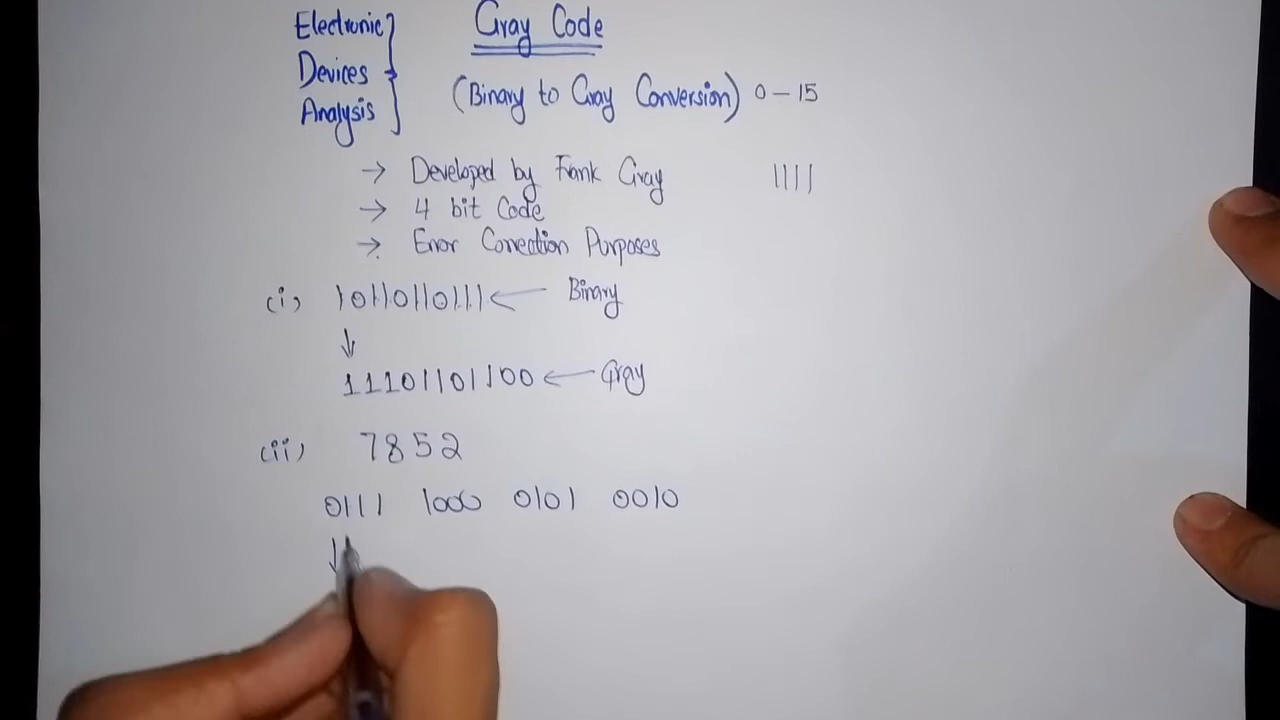 Electronic
Devices
Analysis
Gray Code
(Binary to Gray Conversion) 0 - 15
→ Developed by Frank Gray
1111
→ 4 bit Code
→ Error Correction Purposes
(i) 10110110111 ← Binary
↓
11101101100 ← Gray
(ii) 7852
0111 1000 0101 0010
↓